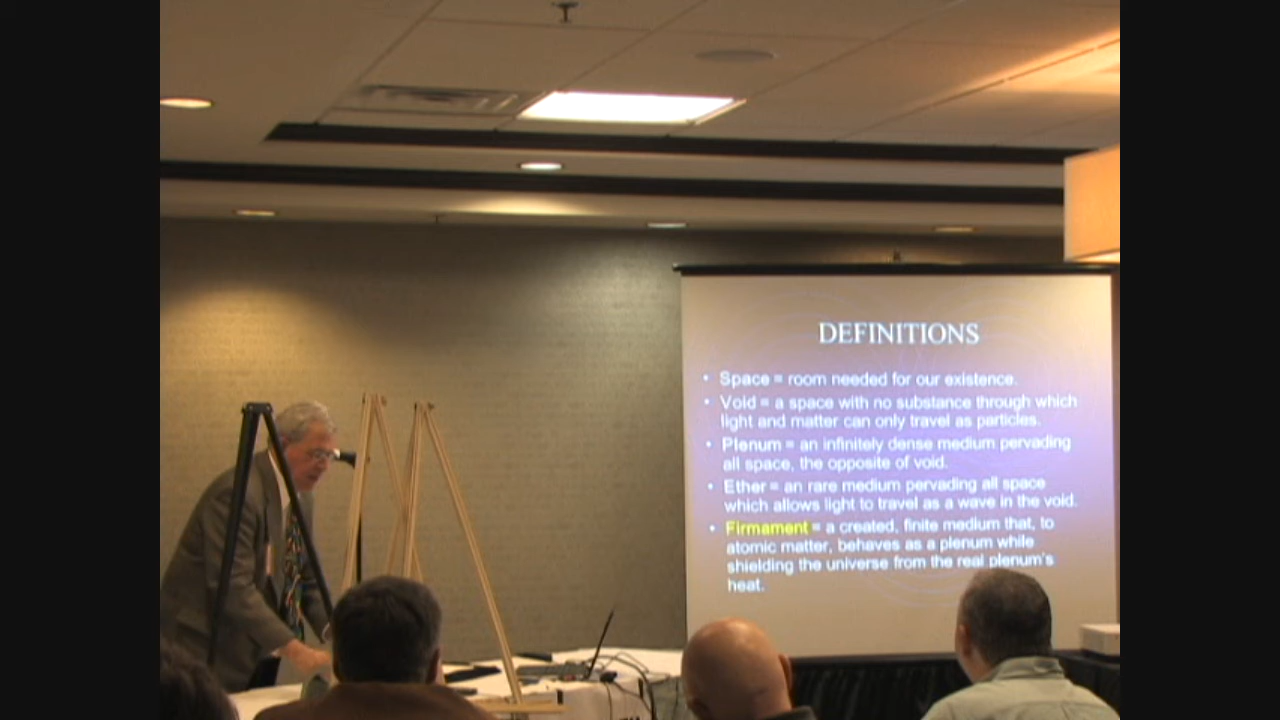 DEFINITIONS
• Space = room needed for our existence.
• Void = a space with no substance through which
light and matter can only travel as particles.
• Plenum = an infinitely dense medium pervading
all space, the opposite of void.
• Ether = an rare medium pervading all space
which allows light to travel as a wave in the void.
• Firmament = a created, finite medium that, to
atomic matter, behaves as a plenum while
shielding the universe from the real plenum's
heat.